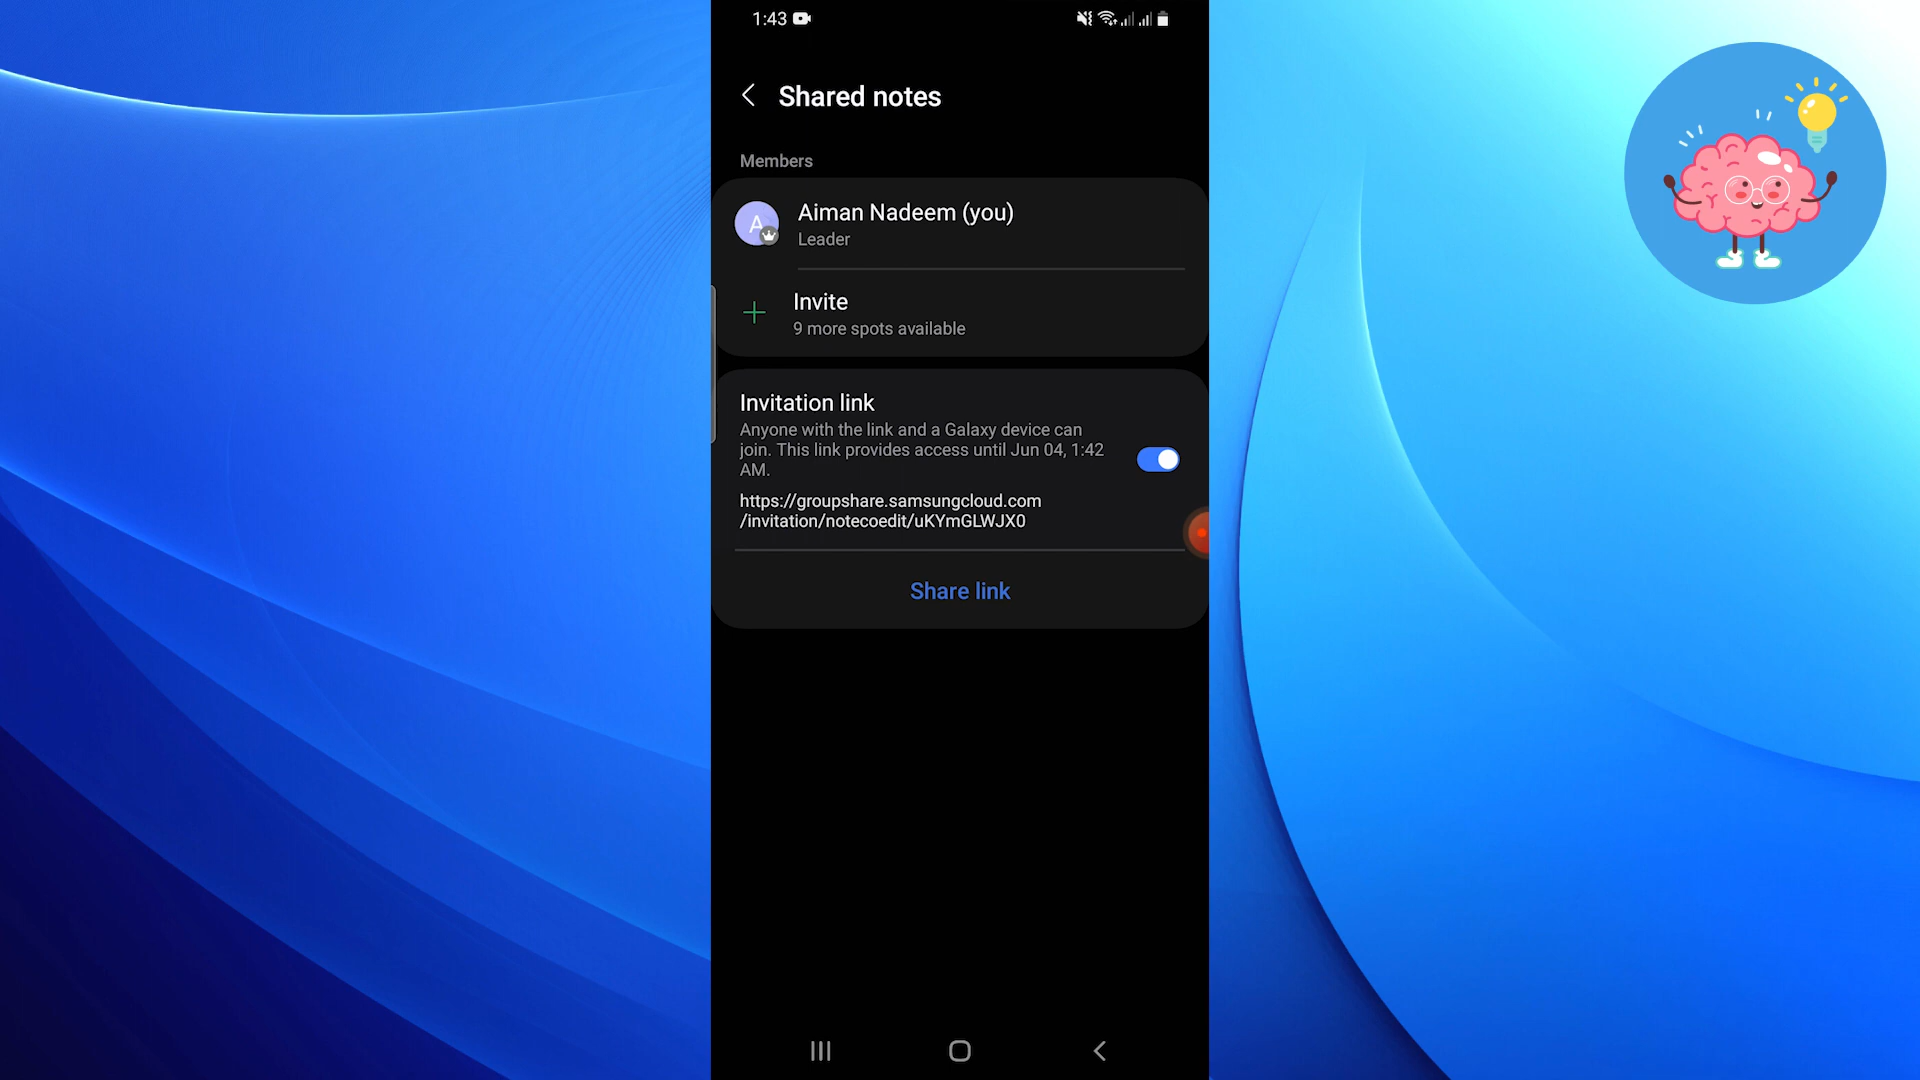 1:43
Shared notes
Members
A
Aiman Nadeem (you)
Leader
Invite
9 more spots available
Invitation link
Anyone with the link and a Galaxy device can
join. This link provides access until Jun 04, 1:42
AM.
https://groupshare.samsungcloud.com
/invitation/notecoedit/uKYmGLWJX0
Share link